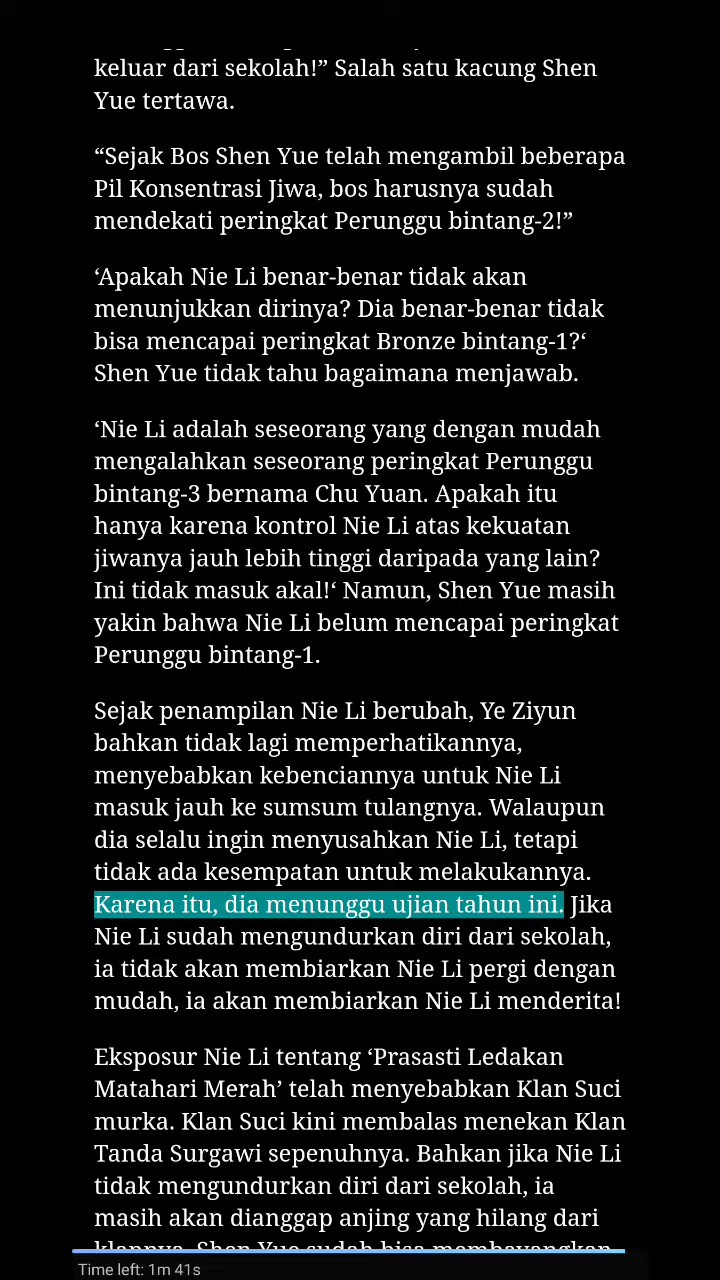 keluar dari sekolah!” Salah satu kacung Shen
Yue tertawa.
“Sejak Bos Shen Yue telah mengambil beberapa
Pil Konsentrasi Jiwa, bos harusnya sudah
mendekati peringkat Perunggu bintang-2!”
‘Apakah Nie Li benar-benar tidak akan
menunjukkan dirinya? Dia benar-benar tidak
bisa mencapai peringkat Bronze bintang-1?‘
Shen Yue tidak tahu bagaimana menjawab.
‘Nie Li adalah seseorang yang dengan mudah
mengalahkan seseorang peringkat Perunggu
bintang-3 bernama Chu Yuan. Apakah itu
hanya karena kontrol Nie Li atas kekuatan
jiwanya jauh lebih tinggi daripada yang lain?
Ini tidak masuk akal!‘ Namun, Shen Yue masih
yakin bahwa Nie Li belum mencapai peringkat
Perunggu bintang-1.
Sejak penampilan Nie Li berubah, Ye Ziyun
bahkan tidak lagi memperhatikannya,
menyebabkan kebenciannya untuk Nie Li
masuk jauh ke sumsum tulangnya. Walaupun
dia selalu ingin menyusahkan Nie Li, tetapi
tidak ada kesempatan untuk melakukannya.
Karena itu, dia menunggu ujian tahun ini. Jika
Nie Li sudah mengundurkan diri dari sekolah,
ia tidak akan membiarkan Nie Li pergi dengan
mudah, ia akan membiarkan Nie Li menderita!
Eksposur Nie Li tentang ‘Prasasti Ledakan
Matahari Merah’ telah menyebabkan Klan Suci
murka. Klan Suci kini membalas menekan Klan
Tanda Surgawi sepenuhnya. Bahkan jika Nie Li
tidak mengundurkan diri dari sekolah, ia
masih akan dianggap anjing yang hilang dari
klannya. Shen Yue sudah bisa membayangkan
Time left: 1m 41s